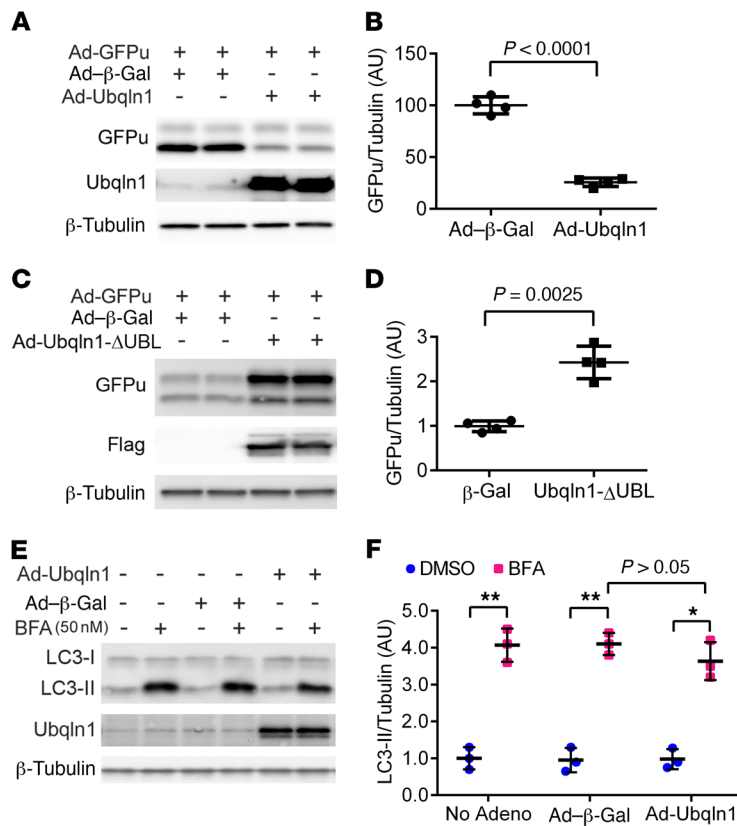 A
Ad-GFPu + + + +
Ad–β-Gal + + - -
Ad-Ubqln1 - - + +
GFPu
Ubqln1
β-Tubulin
B
P < 0.0001
GFPu/Tubulin (AU)
150
100
50
0
Ad–β-Gal Ad-Ubqln1
C
Ad-GFPu + + + +
Ad–β-Gal + + - -
Ad-Ubqln1-ΔUBL - - + +
GFPu
Flag
β-Tubulin
D
P = 0.0025
GFPu/Tubulin (AU)
3
2
1
0
β-Gal Ubqln1-ΔUBL
E
Ad-Ubqln1 - - - - + +
Ad–β-Gal - - + + - -
BFA (50 nM) - + - + - +
LC3-I
LC3-II
Ubqln1
β-Tubulin
F
P > 0.05
DMSO BFA
** ** *
LC3-II/Tubulin (AU)
5.0
4.0
3.0
2.0
1.0
0.0
No Adeno Ad–β-Gal Ad-Ubqln1